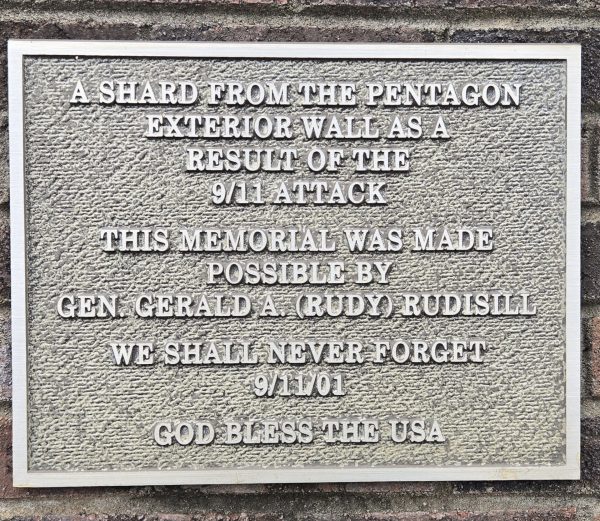 A SHARD FROM THE PENTAGON
EXTERIOR WALL AS A
RESULT OF THE
9/11 ATTACK
THIS MEMORIAL WAS MADE
POSSIBLE BY
GEN. GERALD A. (RUDY) RUDISILL
WE SHALL NEVER FORGET
9/11/01
GOD BLESS THE USA